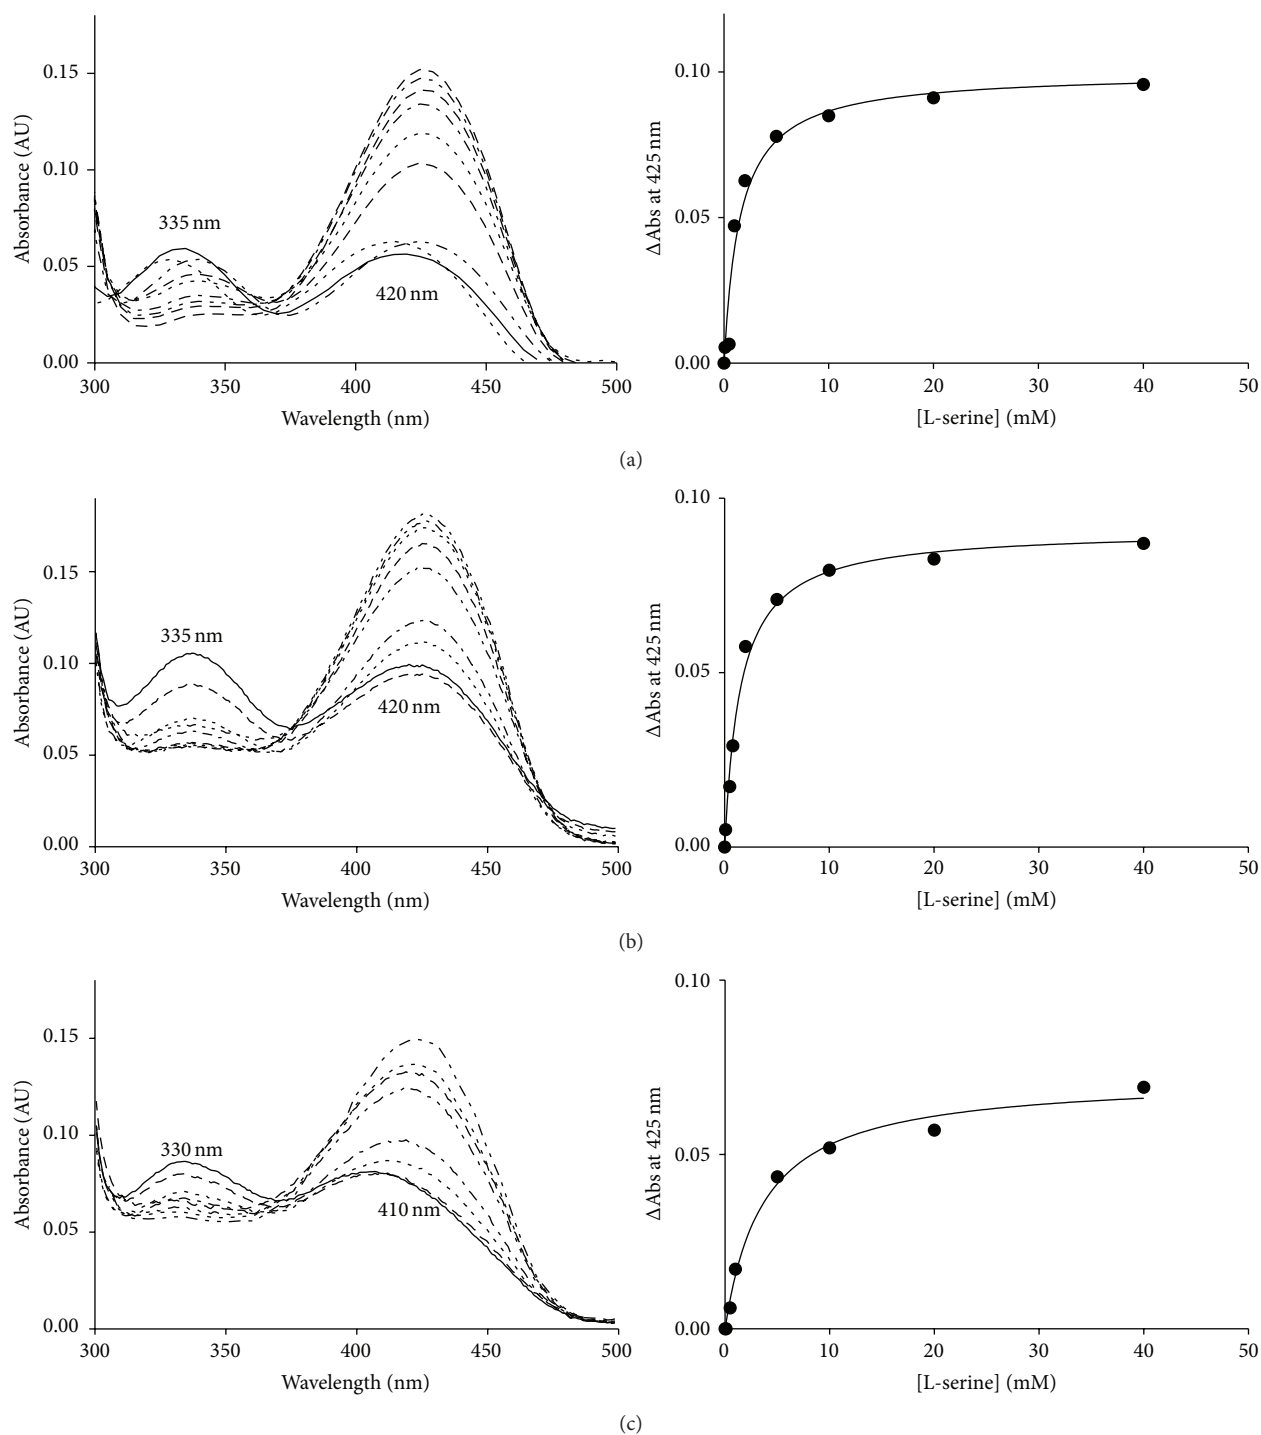 0.15
0.10
0.05
0.00
Absorbance (AU)
335 nm
420 nm
300 350 400 450 500
Wavelength (nm)
0.10
0.05
0.00
ΔAbs at 425 nm
0 10 20 30 40 50
[L-serine] (mM)
(a)
0.15
0.10
0.05
0.00
Absorbance (AU)
335 nm
420 nm
300 350 400 450 500
Wavelength (nm)
0.10
0.05
0.00
ΔAbs at 425 nm
0 10 20 30 40 50
[L-serine] (mM)
(b)
0.15
0.10
0.05
0.00
Absorbance (AU)
330 nm
410 nm
300 350 400 450 500
Wavelength (nm)
0.10
0.05
0.00
ΔAbs at 425 nm
0 10 20 30 40 50
[L-serine] (mM)
(c)